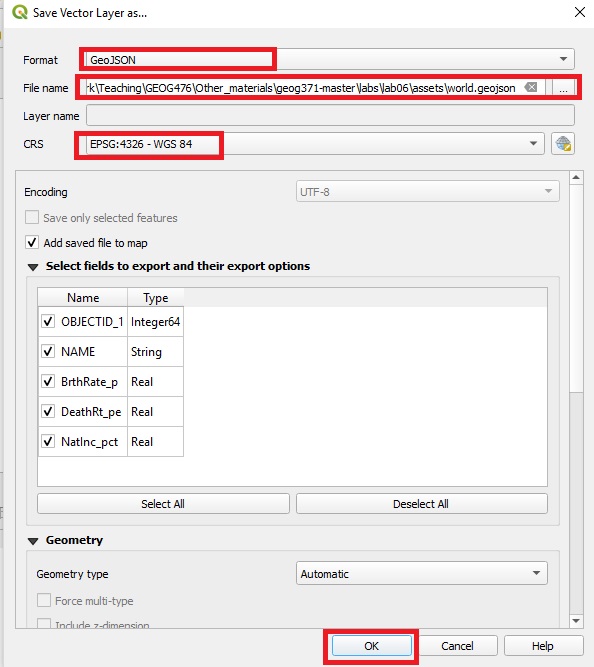 Save Vector Layer as...
Format GeoJSON
File name rk\Teaching\GEOG476\Other_materials\geog371-master\labs\lab06\assets\world.geojson ...
Layer name
CRS EPSG:4326 - WGS 84
Encoding UTF-8
Save only selected features
Add saved file to map
Select fields to export and their export options
Name Type
OBJECTID_1 Integer64
NAME String
BrthRate_p Real
DeathRt_pe Real
NatInc_pct Real
Select All Deselect All
Geometry
Geometry type Automatic
Force multi-type
Include z-dimension
OK Cancel Help